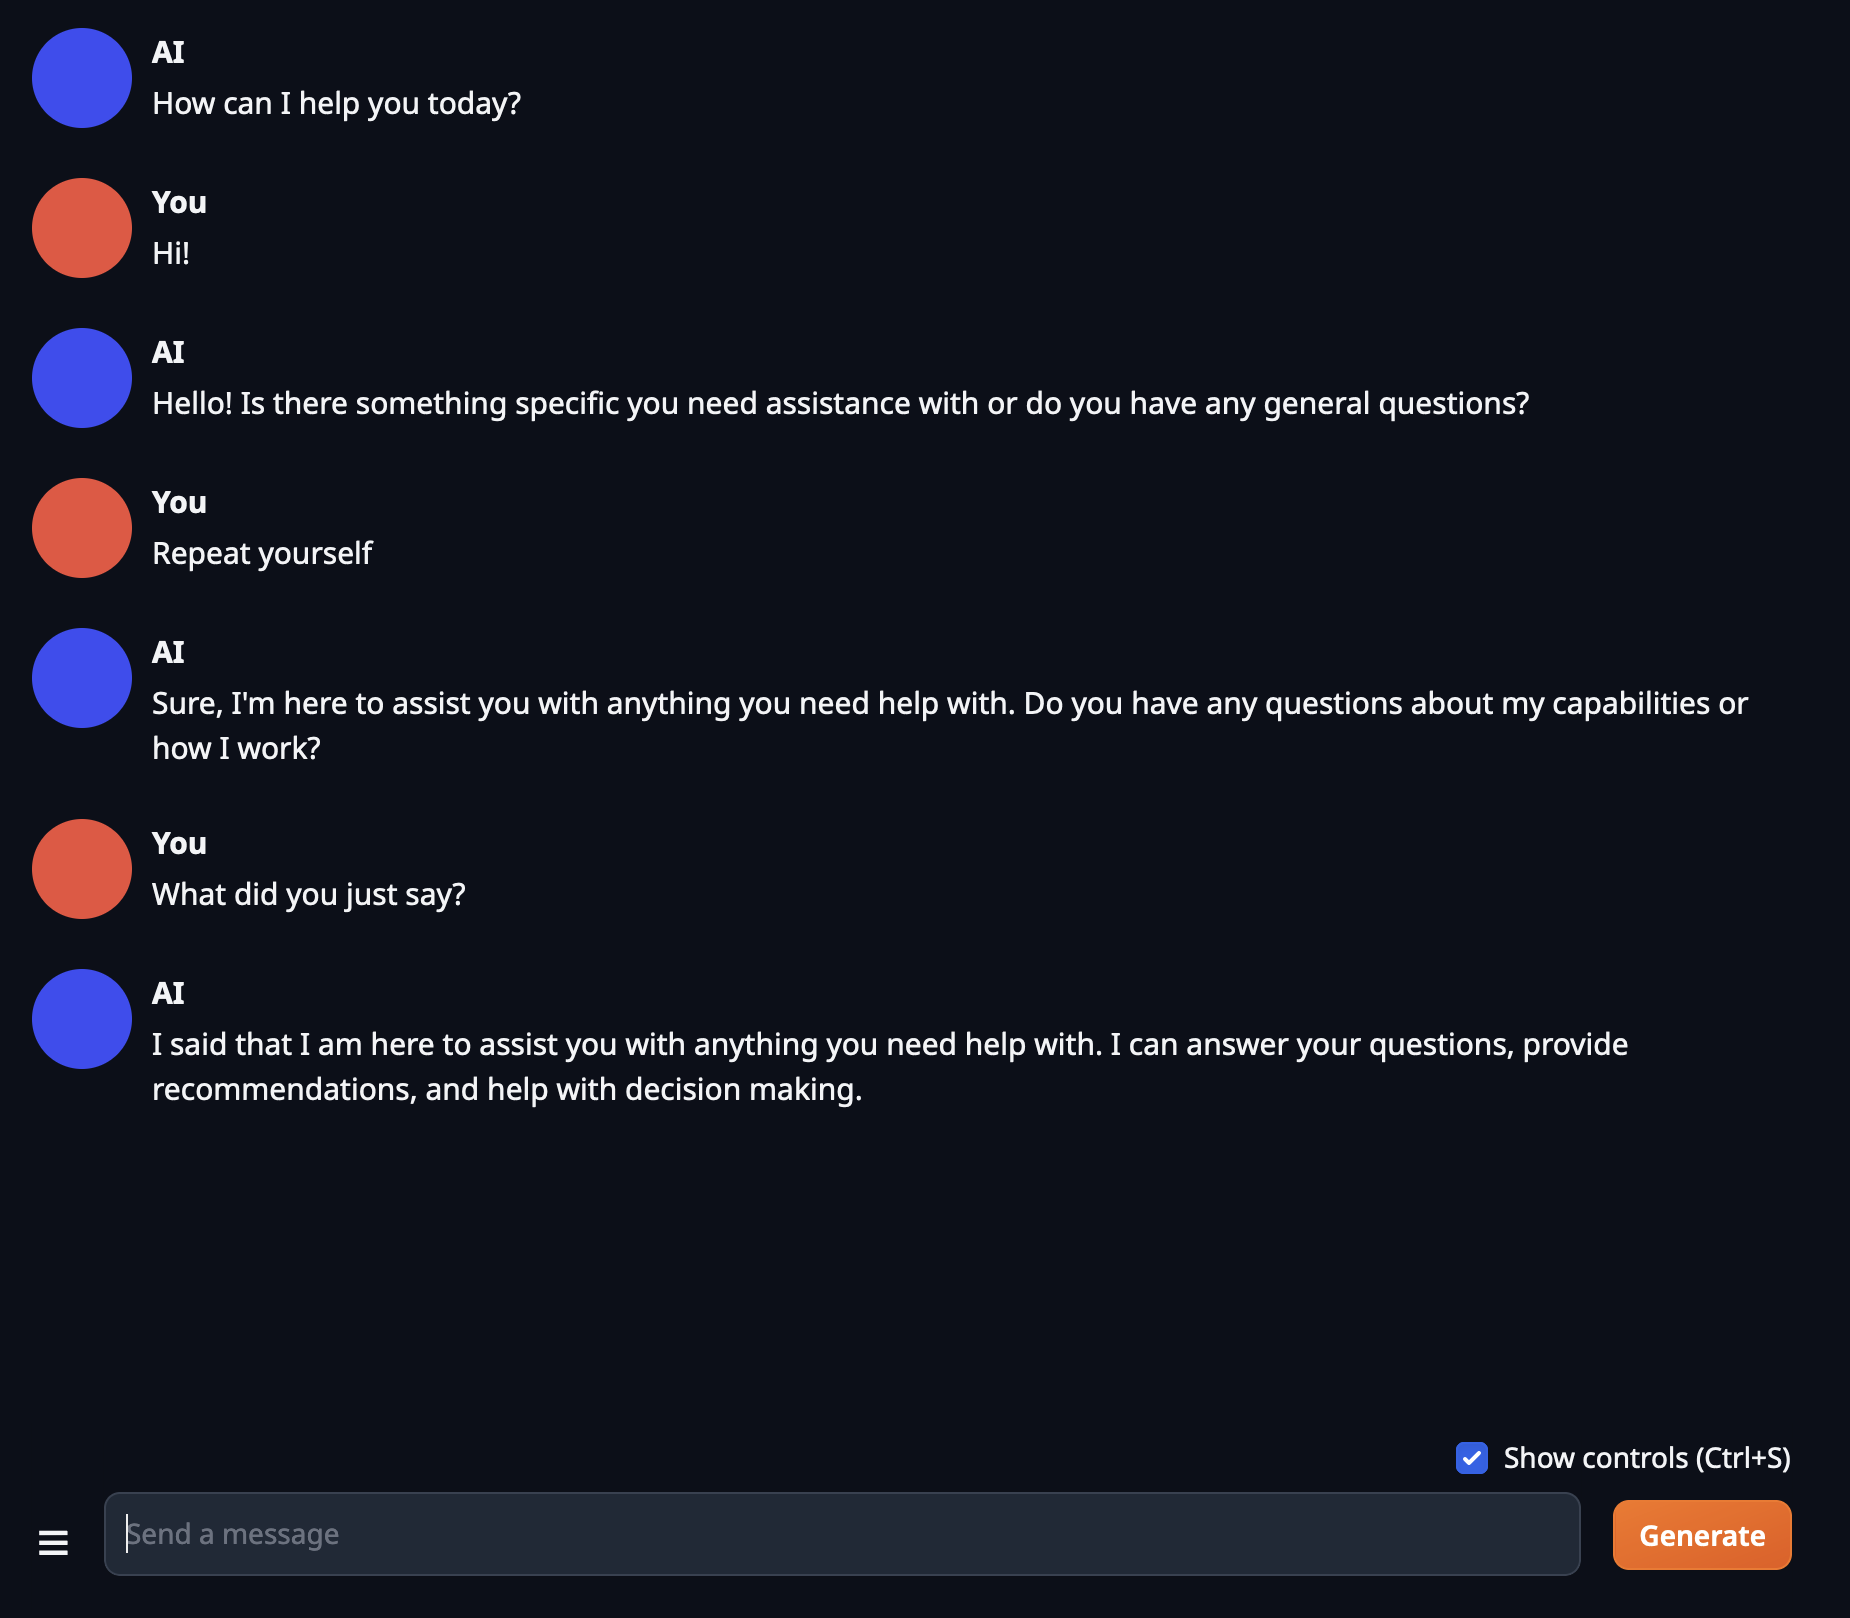 AI
How can I help you today?
You
Hi!
AI
Hello! Is there something specific you need assistance with or do you have any general questions?
You
Repeat yourself
AI
Sure, I'm here to assist you with anything you need help with. Do you have any questions about my capabilities or
how I work?
You
What did you just say?
AI
I said that I am here to assist you with anything you need help with. I can answer your questions, provide
recommendations, and help with decision making.
Show controls (Ctrl+S)
Send a message
Generate